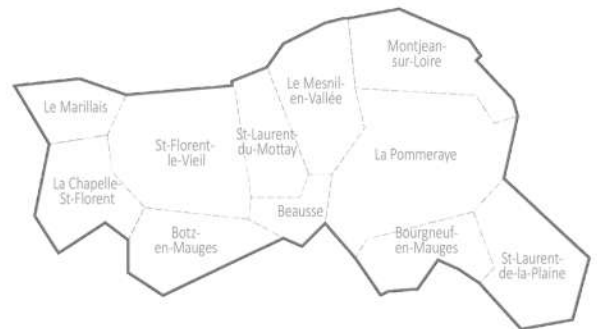 Montjean-
sur-Loire
Le Mesnil-
en-Vallée
Le Marillais
St-Florent-
le-Vieil
St-Laurent-
du-Mottay
La Pommeraye
La Chapelle-
St-Florent
Beausse
Botz-
en-Mauges
Bourgneuf-
en-Mauges
St-Laurent-
de-la-Plaine